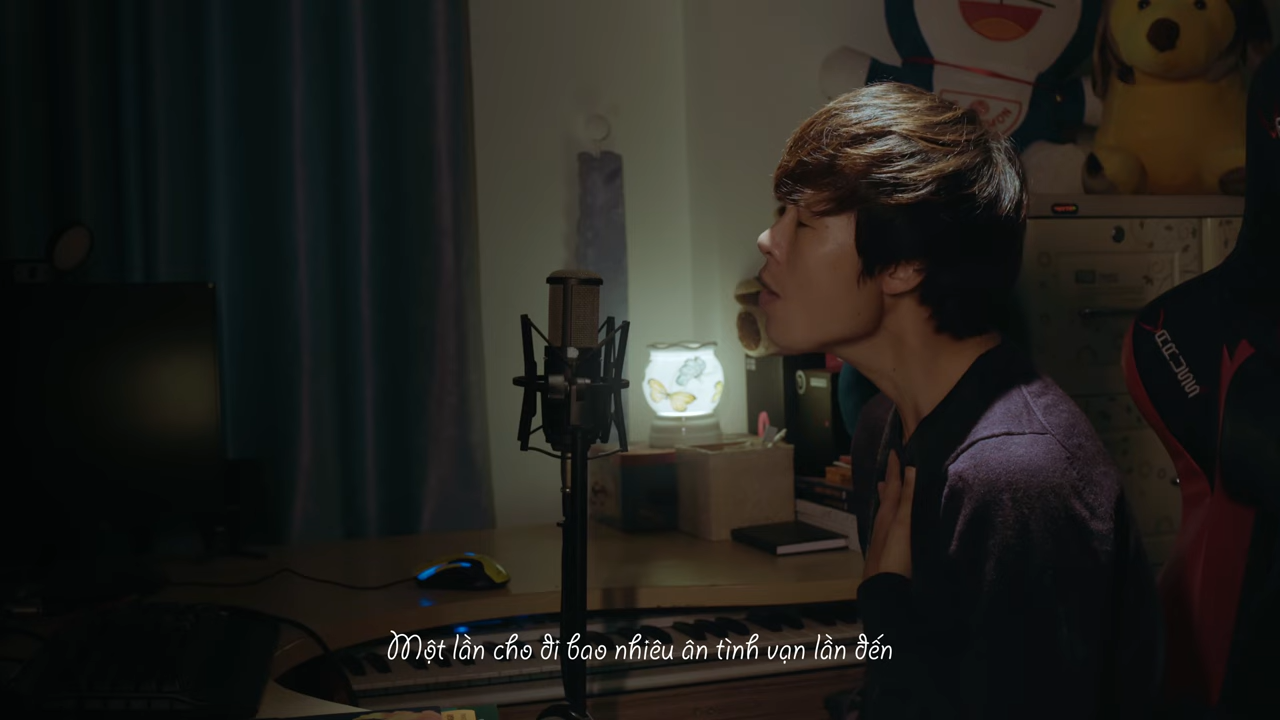 Một lần cho đi bao nhiêu ân tình vạn lần đến